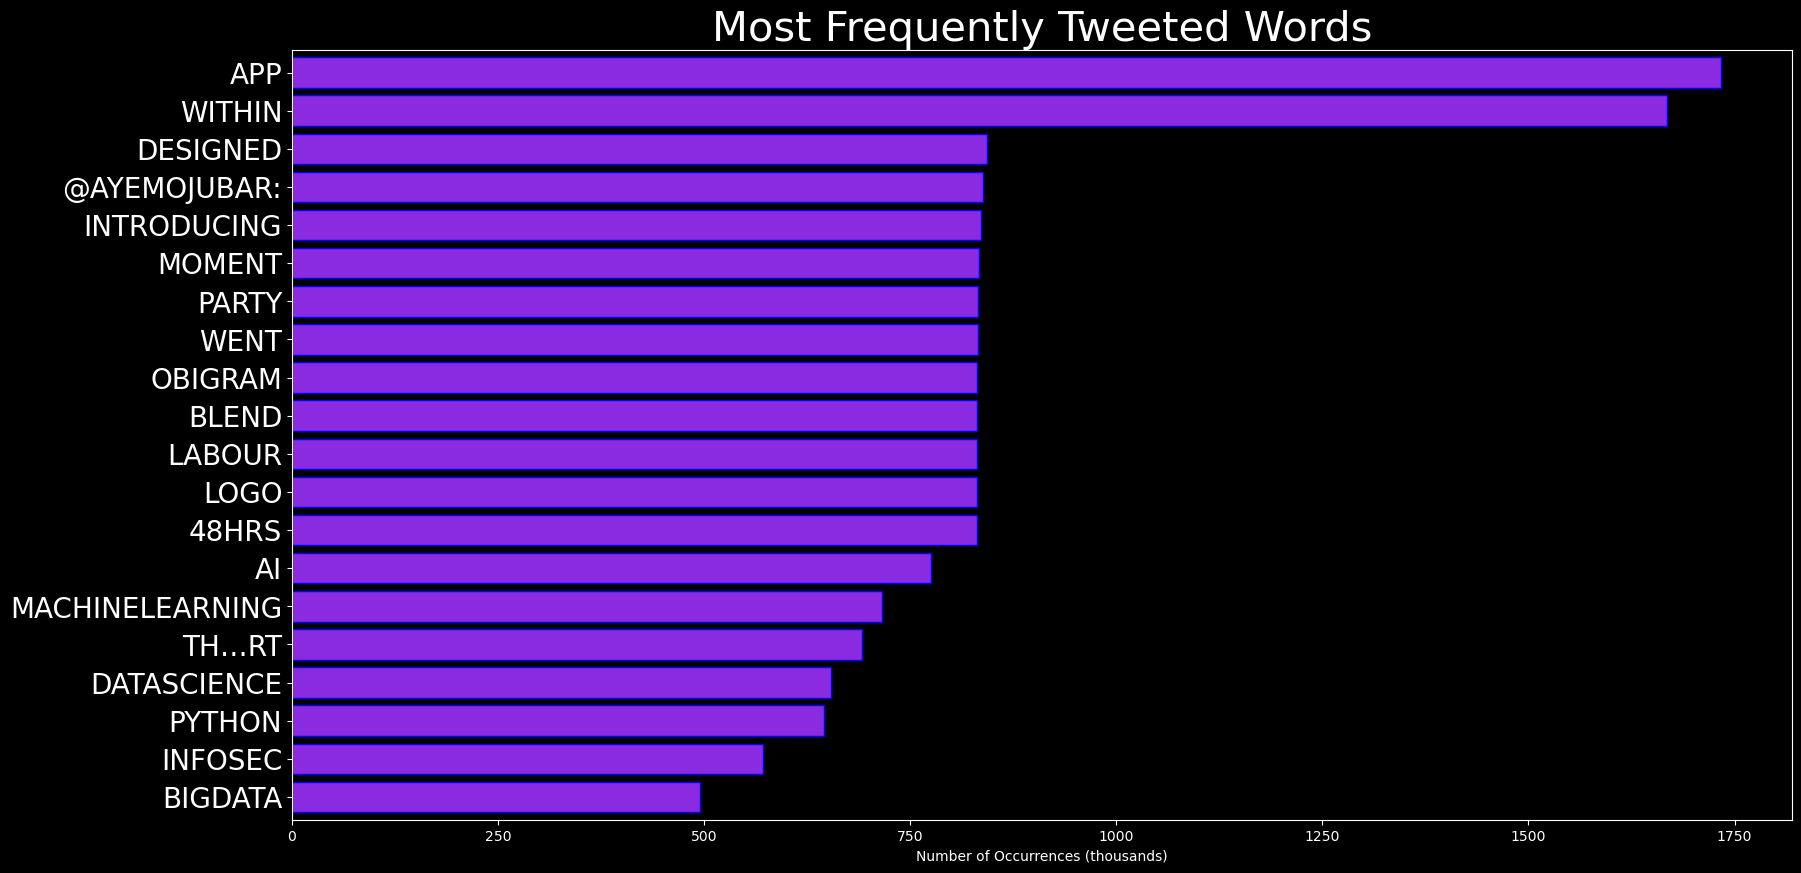 Most Frequently Tweeted Words
APP
WITHIN
DESIGNED
@AYEMOJUBAR:
INTRODUCING
MOMENT
PARTY
WENT
OBIGRAM
BLEND
LABOUR
LOGO
48HRS
AI
MACHINELEARNING
TH...RT
DATASCIENCE
PYTHON
INFOSEC
BIGDATA
0 250 500 750 1000 1250 1500 1750
Number of Occurrences (thousands)